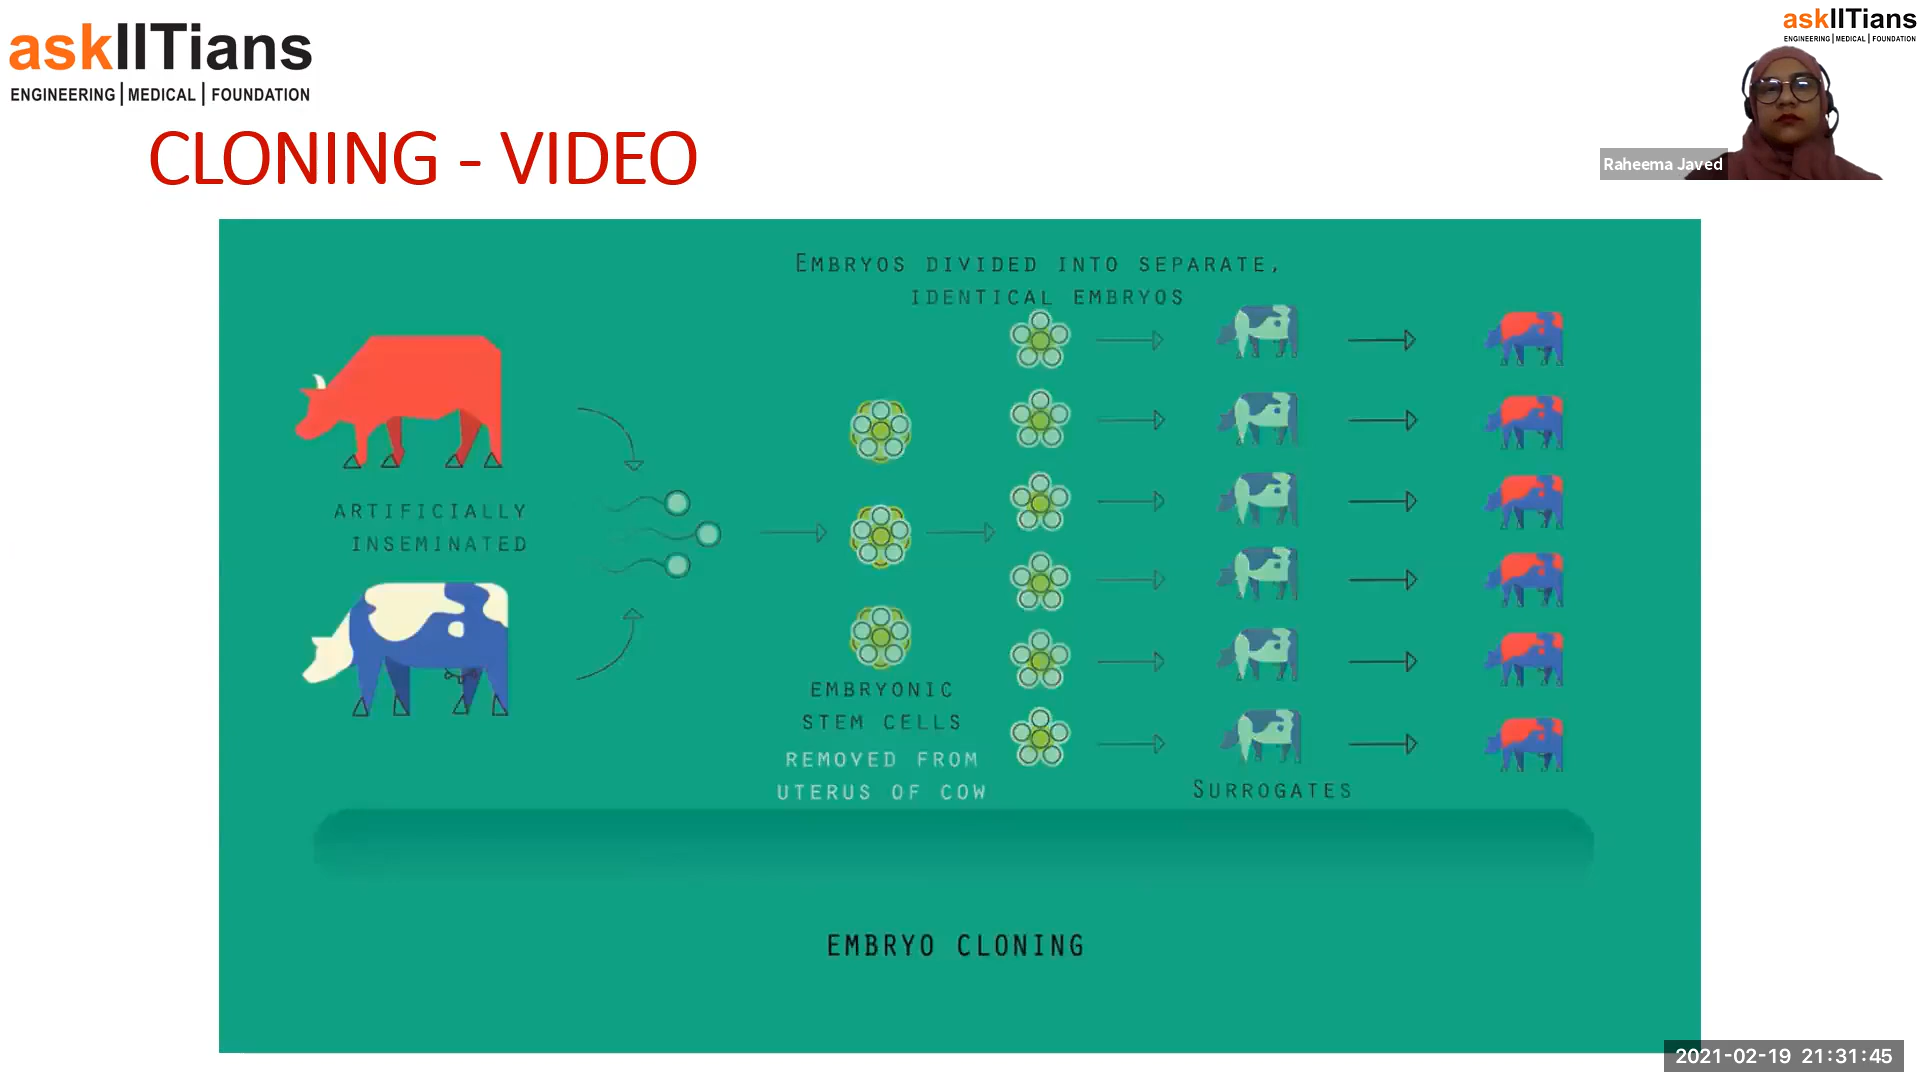 askIITians
ENGINEERING | MEDICAL | FOUNDATION
askIITians
ENGINEERING | MEDICAL | FOUNDATION
CLONING - VIDEO
Raheema Javed
EMBRYOS DIVIDED INTO SEPARATE,
IDENTICAL EMBRYOS
ARTIFICIALLY
INSEMINATED
EMBRYONIC
STEM CELLS
REMOVED FROM
UTERUS OF COW
SURROGATES
EMBRYO CLONING
2021-02-19 21:31:45